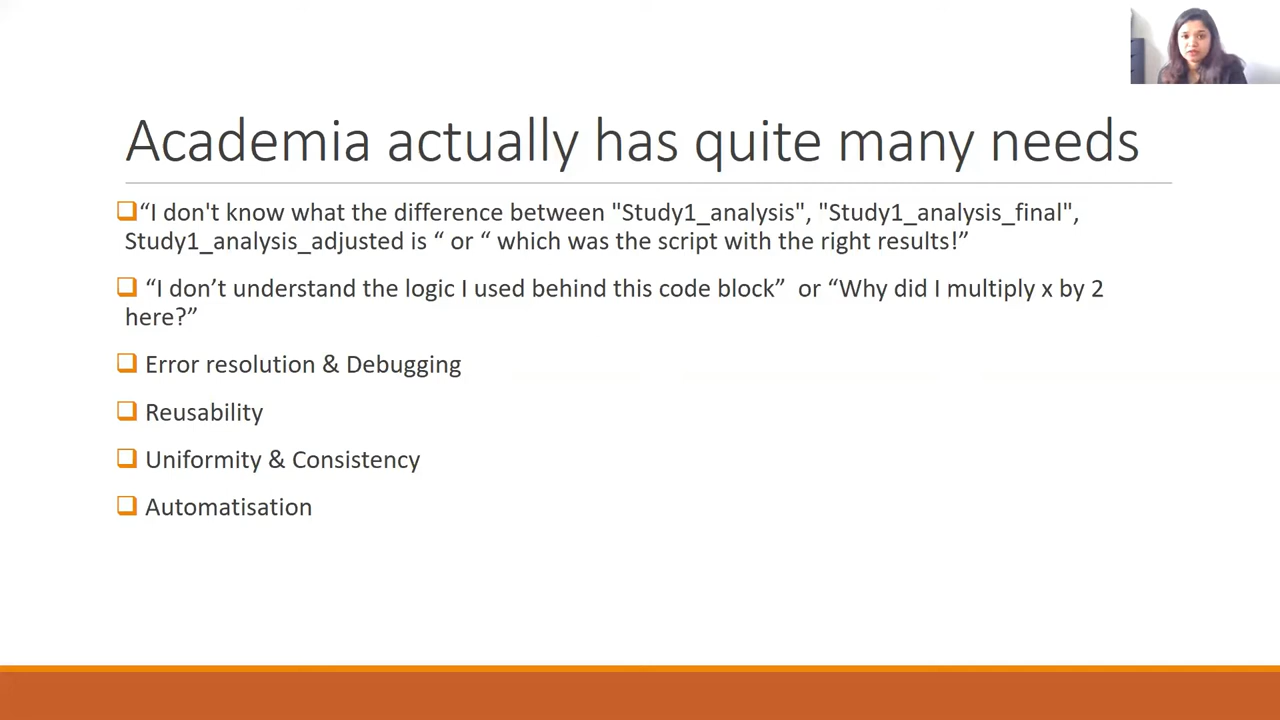 Academia actually has quite many needs
“I don't know what the difference between "Study1_analysis", "Study1_analysis_final",
Study1_analysis_adjusted is “ or “ which was the script with the right results!”
“I don’t understand the logic I used behind this code block”  or “Why did I multiply x by 2
here?”
Error resolution & Debugging
Reusability
Uniformity & Consistency
Automatisation